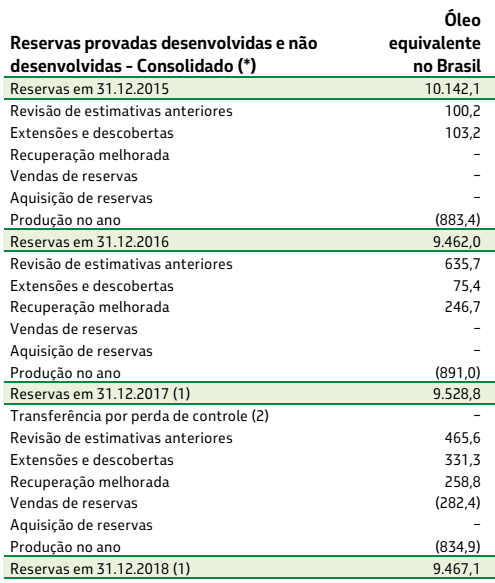 Reservas provadas desenvolvidas e não desenvolvidas - Consolidado (*) Óleo equivalente no Brasil
Reservas em 31.12.2015 10.142,1
Revisão de estimativas anteriores 100,2
Extensões e descobertas 103,2
Recuperação melhorada –
Vendas de reservas –
Aquisição de reservas –
Produção no ano (883,4)
Reservas em 31.12.2016 9.462,0
Revisão de estimativas anteriores 635,7
Extensões e descobertas 75,4
Recuperação melhorada 246,7
Vendas de reservas –
Aquisição de reservas –
Produção no ano (891,0)
Reservas em 31.12.2017 (1) 9.528,8
Transferência por perda de controle (2) –
Revisão de estimativas anteriores 465,6
Extensões e descobertas 331,3
Recuperação melhorada 258,8
Vendas de reservas (282,4)
Aquisição de reservas –
Produção no ano (834,9)
Reservas em 31.12.2018 (1) 9.467,1